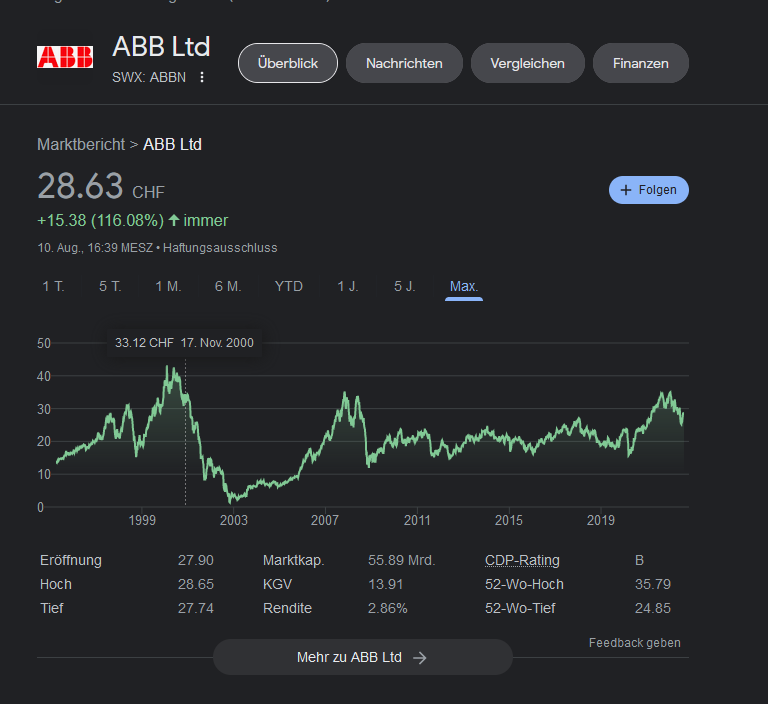 ABB
ABB Ltd
SWX: ABBN
Überblick
Nachrichten
Vergleichen
Finanzen
Marktbericht > ABB Ltd
28.63 CHF
+ Folgen
+15.38 (116.08%) ↑ immer
10. Aug., 16:39 MESZ • Haftungsausschluss
1 T. 5 T. 1 M. 6 M. YTD 1 J. 5 J. Max.
33.12 CHF 17. Nov. 2000
50
40
30
20
10
0
1999 2003 2007 2011 2015 2019
Eröffnung 27.90 Marktkap. 55.89 Mrd. CDP-Rating B
Hoch 28.65 KGV 13.91 52-Wo-Hoch 35.79
Tief 27.74 Rendite 2.86% 52-Wo-Tief 24.85
Feedback geben
Mehr zu ABB Ltd →